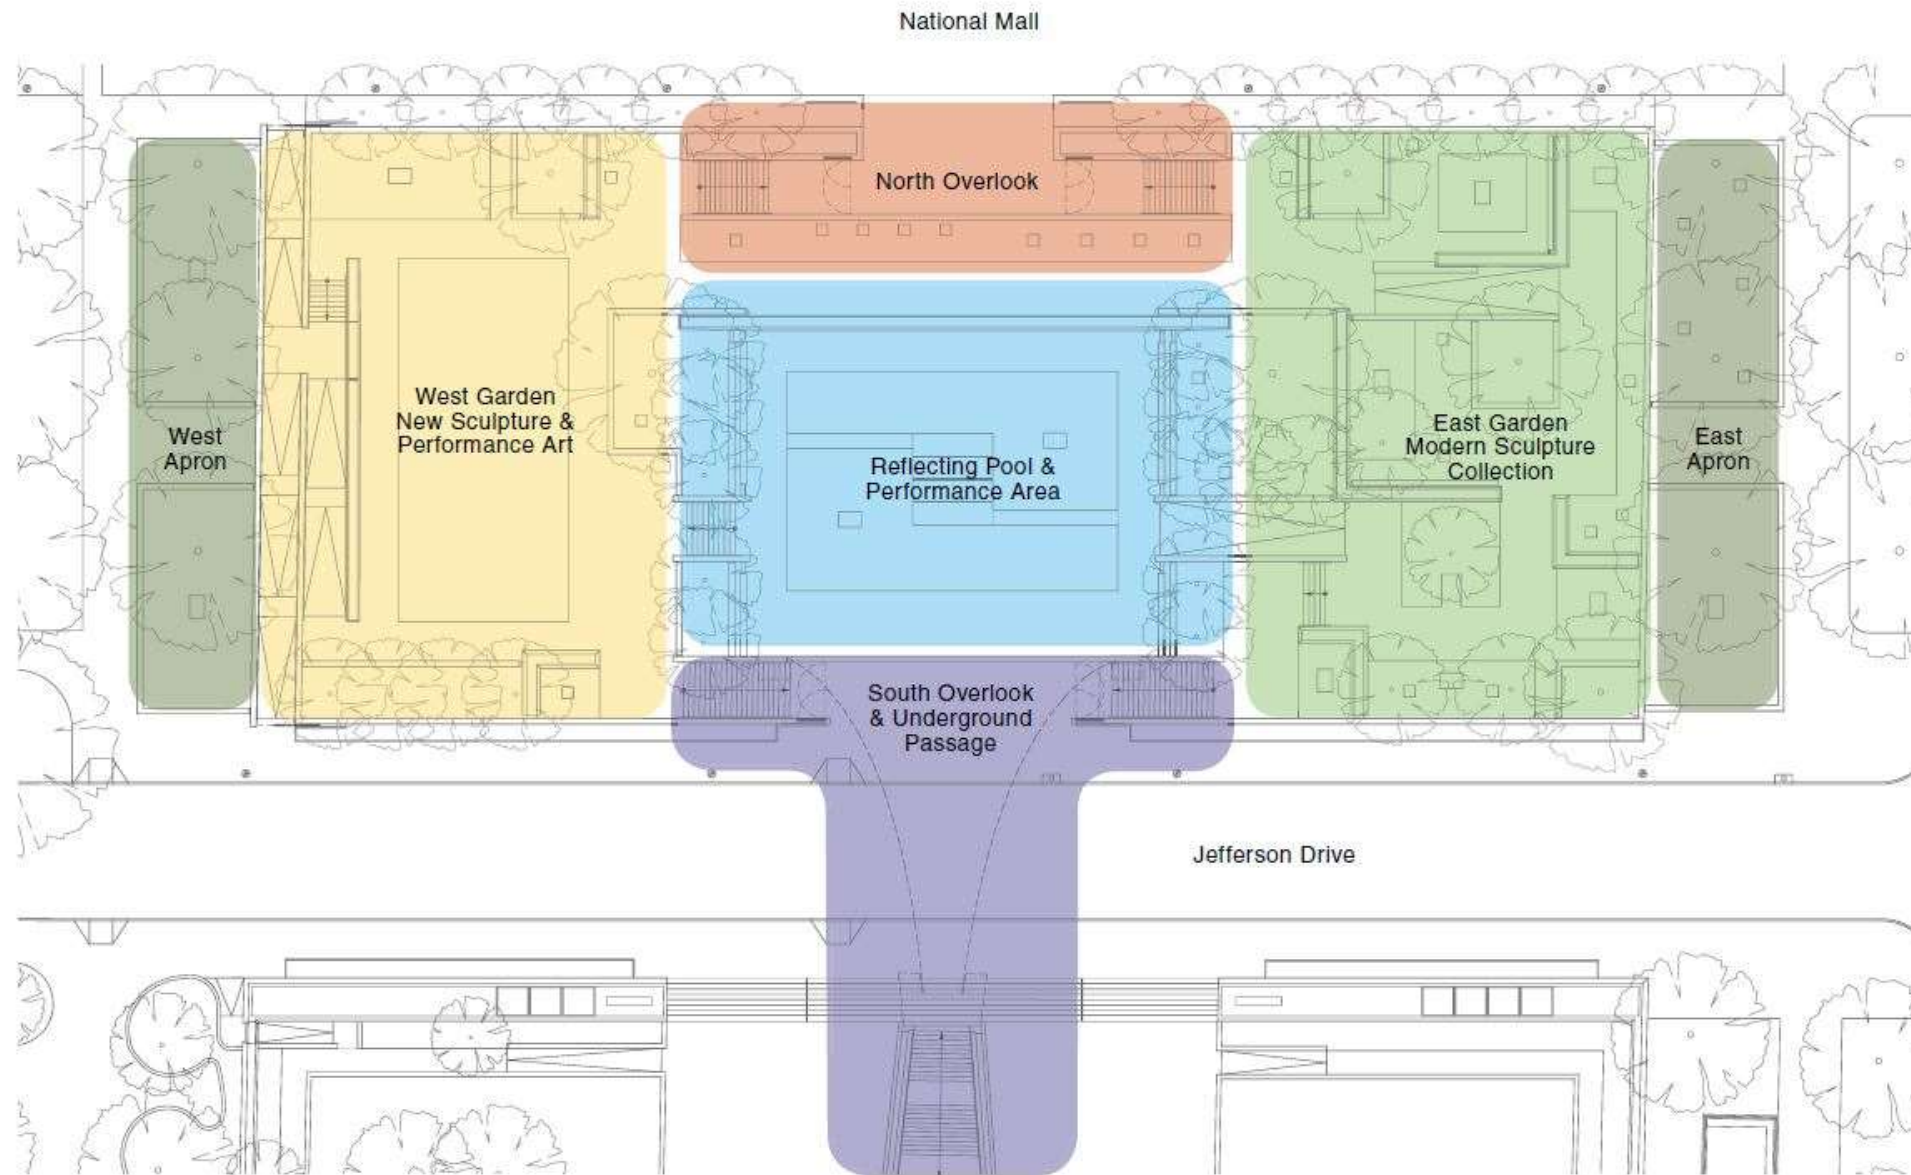 National Mall
North Overlook
West Garden
New Sculpture &
Performance Art
West
Apron
Reflecting Pool &
Performance Area
East Garden
Modern Sculpture
Collection
East
Apron
South Overlook
& Underground
Passage
Jefferson Drive